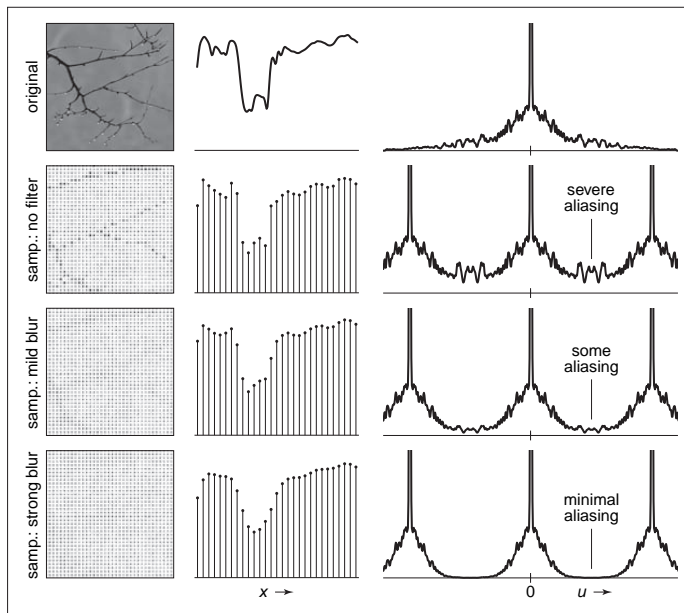 original
samp.: no filter
severe
aliasing
samp.: mild blur
some
aliasing
samp.: strong blur
minimal
aliasing
x →
0
u →